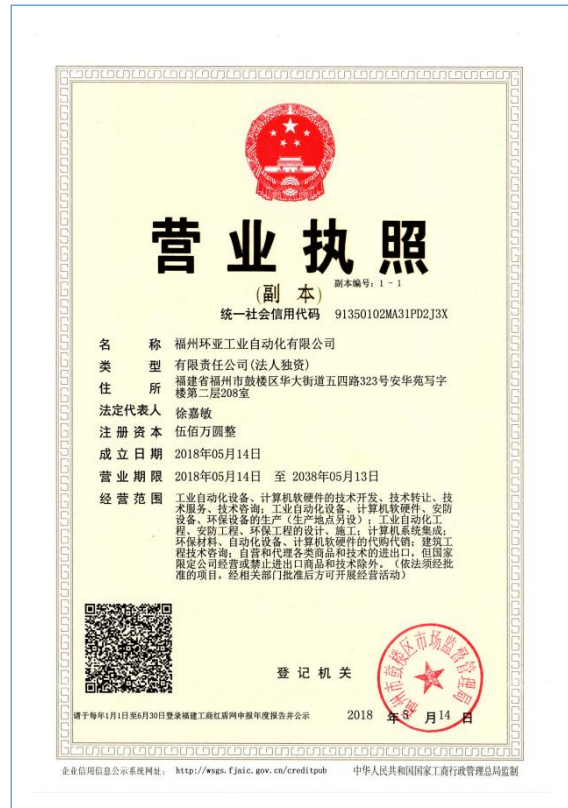 营业执照
(副 本)
副本编号：1－1
统一社会信用代码 91350102MA31PD2J3X
名 称 福州环亚工业自动化有限公司
类 型 有限责任公司(法人独资)
住 所 福建省福州市鼓楼区华大街道五四路323号安华苑写字
楼第二层208室
法定代表人 徐嘉敏
注 册 资 本 伍佰万圆整
成 立 日 期 2018年05月14日
营 业 期 限 2018年05月14日 至 2038年05月13日
经 营 范 围 工业自动化设备、计算机软硬件的技术开发、技术转让、技
术服务、技术咨询；工业自动化设备、计算机软硬件、安防
设备、环保设备的生产（生产地点另设）；工业自动化工
程、安防工程、环保工程的设计、施工；计算机系统集成；
环保材料、自动化设备、计算机软硬件的代购代销；建筑工
程技术咨询；自营和代理各类商品和技术的进出口，但国家
限定公司经营或禁止进出口商品和技术除外。（依法须经批
准的项目，经相关部门批准后方可开展经营活动）
登 记 机 关
福州市鼓楼区市场监督管理局
请于每年1月1日至6月30日登录福建工商红盾网申报年度报告并公示
2018 年 5 月 14 日
企业信用信息公示系统网址： http://wsgs.fjaic.gov.cn/creditpub
中华人民共和国国家工商行政管理总局监制